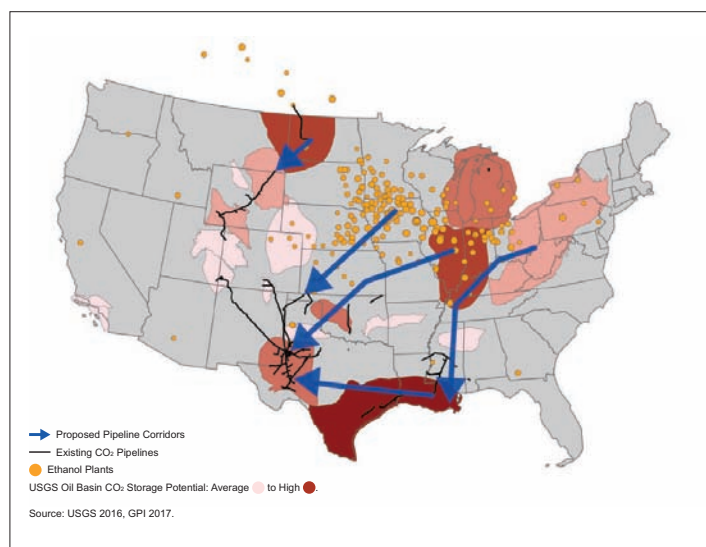 Proposed Pipeline Corridors
Existing CO₂ Pipelines
Ethanol Plants
USGS Oil Basin CO₂ Storage Potential: Average to High .
Source: USGS 2016, GPI 2017.